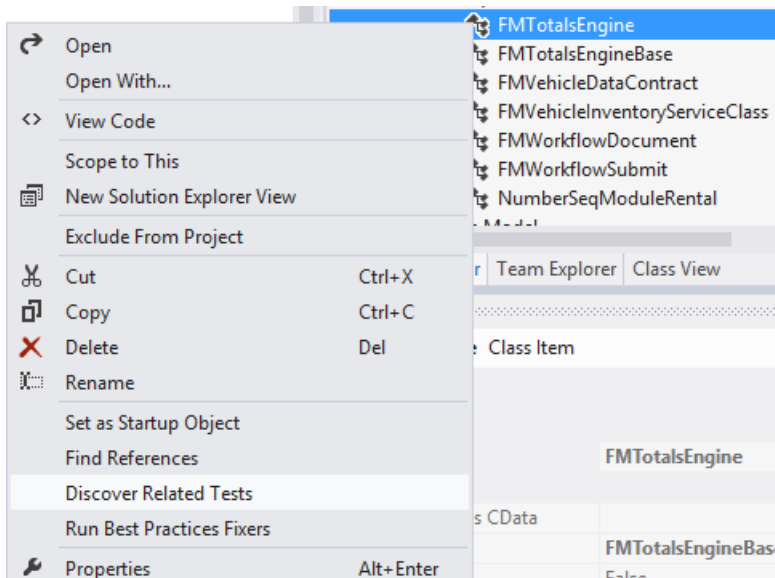 FMTotalsEngine
FMTotalsEngineBase
FMVehicleDataContract
FMVehicleInventoryServiceClass
FMWorkflowDocument
FMWorkflowSubmit
NumberSeqModuleRental
Open
Open With...
View Code
Scope to This
New Solution Explorer View
Exclude From Project
Cut Ctrl+X
Copy Ctrl+C
Delete Del
Rename
Set as Startup Object
Find References
Discover Related Tests
Run Best Practices Fixers
Properties Alt+Enter
r Team Explorer Class View
e Class Item
FMTotalsEngine
s CData
FMTotalsEngineBase
False